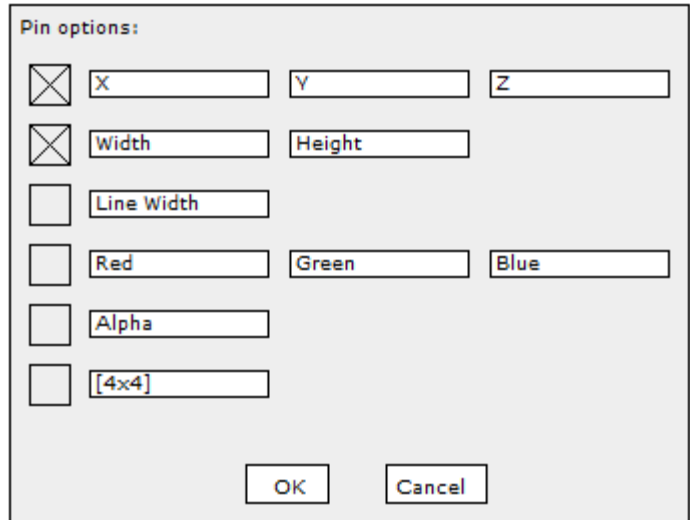 Pin options:
X Y Z
Width Height
Line Width
Red Green Blue
Alpha
[4x4]
OK Cancel